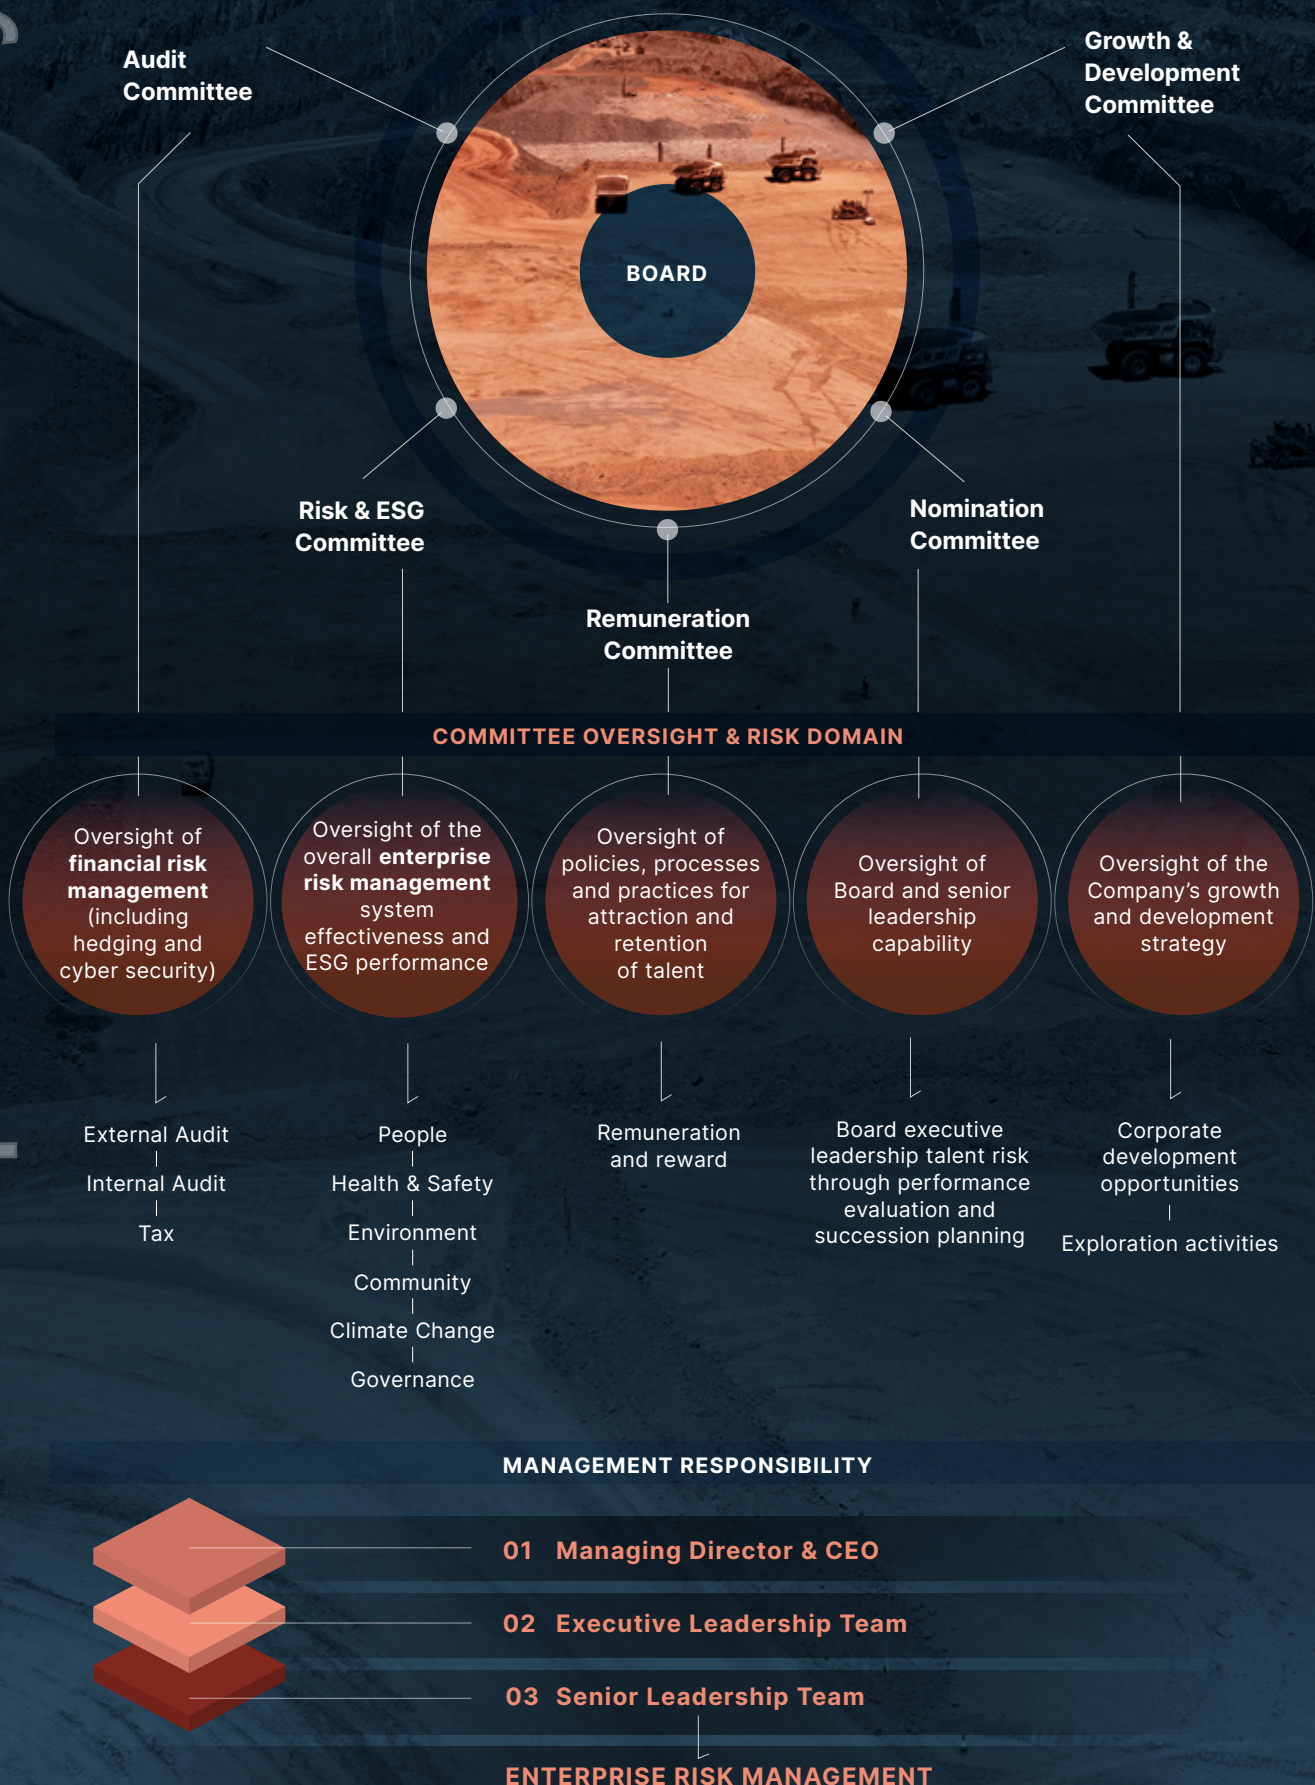 Audit
Committee
Growth &
Development
Committee
BOARD
Risk & ESG
Committee
Nomination
Committee
Remuneration
Committee
COMMITTEE OVERSIGHT & RISK DOMAIN
Oversight of
financial risk
management
(including
hedging and
cyber security)
Oversight of the
overall enterprise
risk management
system
effectiveness and
ESG performance
Oversight of
policies, processes
and practices for
attraction and
retention
of talent
Oversight of
Board and senior
leadership
capability
Oversight of the
Company’s growth
and development
strategy
External Audit
Internal Audit
Tax
People
Health & Safety
Environment
Community
Climate Change
Governance
Remuneration
and reward
Board executive
leadership talent risk
through performance
evaluation and
succession planning
Corporate
development
opportunities
Exploration activities
MANAGEMENT RESPONSIBILITY
01 Managing Director & CEO
02 Executive Leadership Team
03 Senior Leadership Team
ENTERPRISE RISK MANAGEMENT